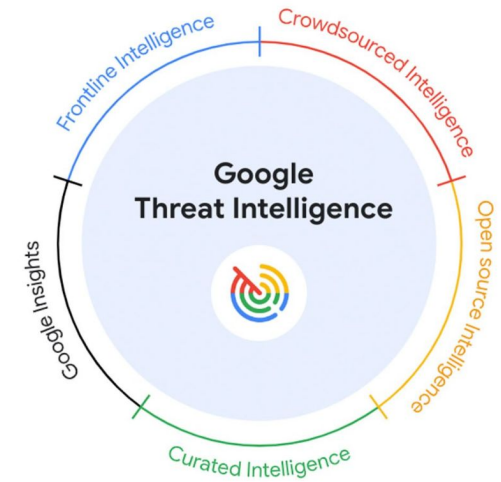 Frontline Intelligence
Crowdsourced Intelligence
Google
Threat Intelligence
Google Insights
Open source Intelligence
Curated Intelligence